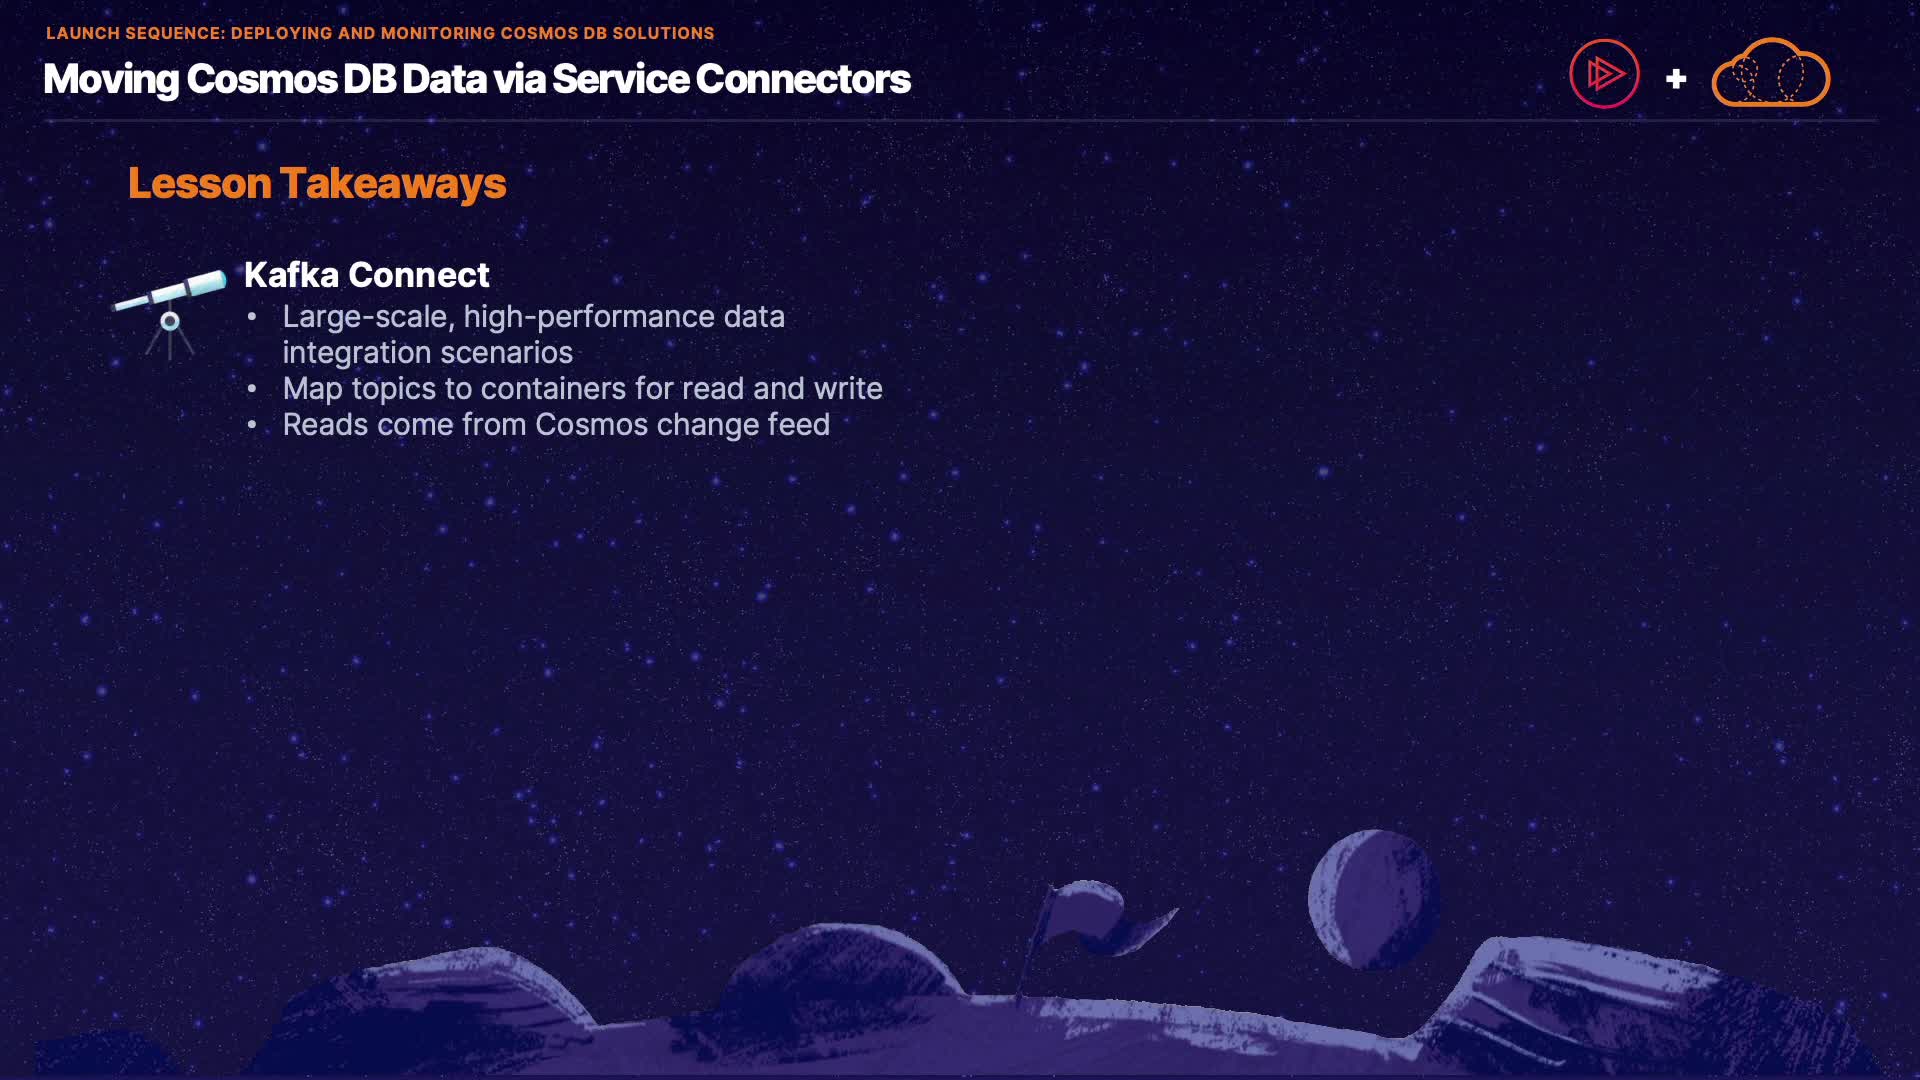 LAUNCH SEQUENCE: DEPLOYING AND MONITORING COSMOS DB SOLUTIONS
Moving Cosmos DB Data via Service Connectors
+
Lesson Takeaways
Kafka Connect
• Large-scale, high-performance data
integration scenarios
• Map topics to containers for read and write
• Reads come from Cosmos change feed